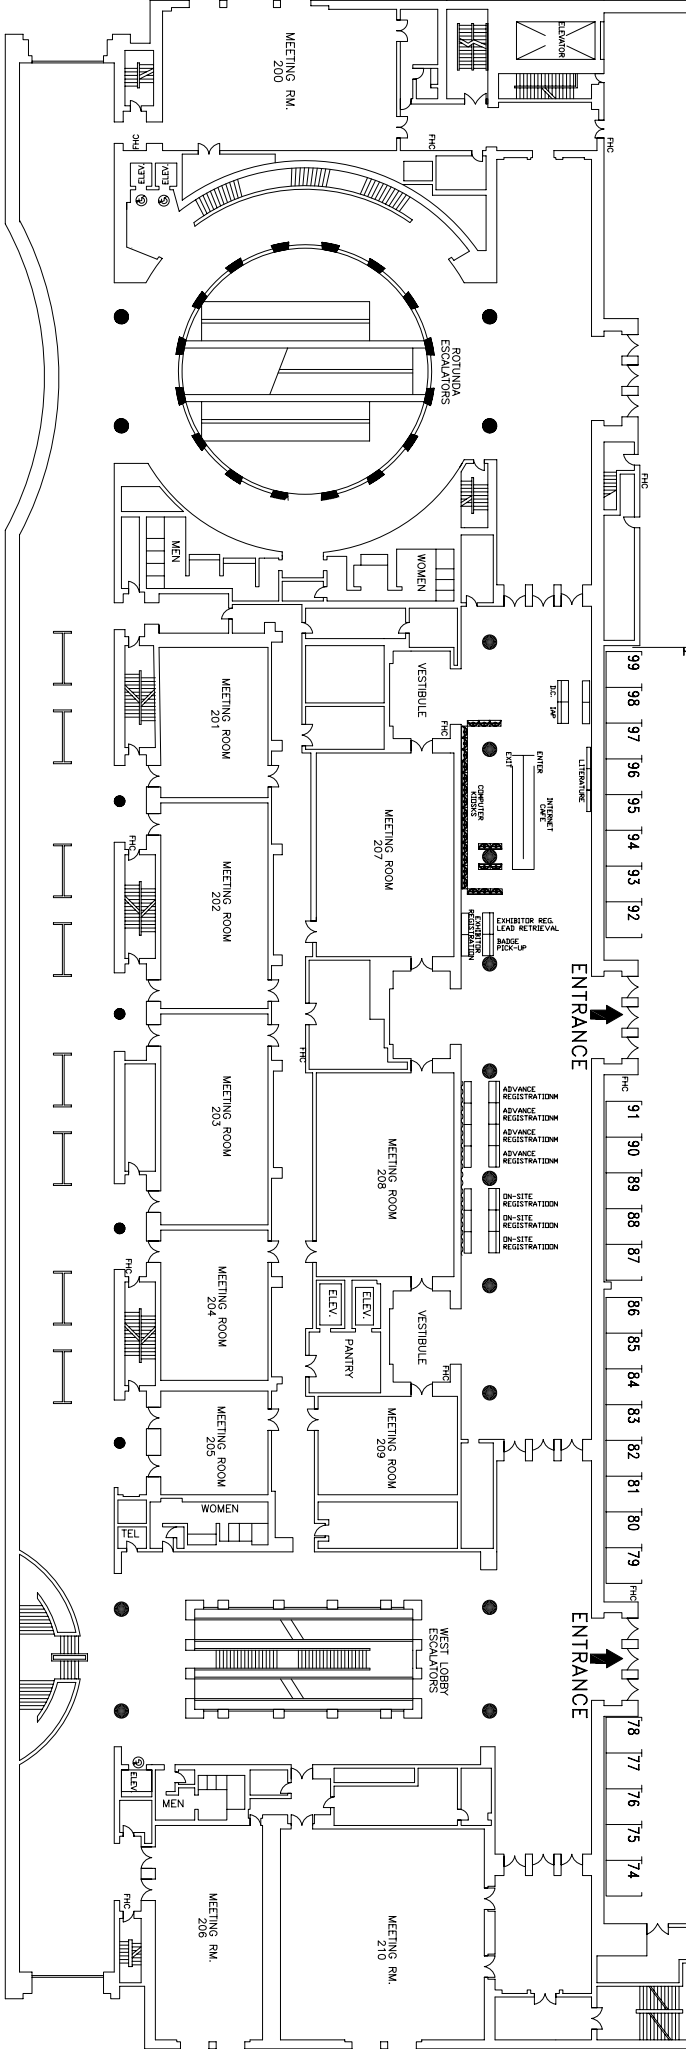 MEETING RM.
200
ELEVATOR
FHC
FHC
FHC
ELEV.
ELEV.
ROTUNDA
ESCALATORS
FHC
MEN
WOMEN
99
98
97
96
95
94
93
92
VESTIBULE
FHC
MEETING ROOM
201
D.C. IAP
LITERATURE
ENTER
EXIT
INTERNET
CAFE
COMPUTER
KIOSKS
MEETING ROOM
207
FHC
MEETING ROOM
202
EXHIBITOR REG.
LEAD RETRIEVAL
BADGE
PICK-UP
EXHIBITOR
REGISTRATION
ENTRANCE
FHC
FHC
91
90
89
88
87
ADVANCE
REGISTRATIONM
ADVANCE
REGISTRATIONM
ADVANCE
REGISTRATIONM
ADVANCE
REGISTRATIONM
MEETING ROOM
203
MEETING ROOM
208
ON-SITE
REGISTRATIOON
ON-SITE
REGISTRATIOON
ON-SITE
REGISTRATIOON
FHC
MEETING ROOM
204
ELEV.
ELEV.
PANTRY
VESTIBULE
FHC
86
85
84
83
82
81
80
79
MEETING ROOM
205
MEETING ROOM
209
WOMEN
TEL
FHC
WEST LOBBY
ESCALATORS
ENTRANCE
78
77
76
75
74
ELEV.
MEN
FHC
MEETING RM.
206
MEETING RM.
210